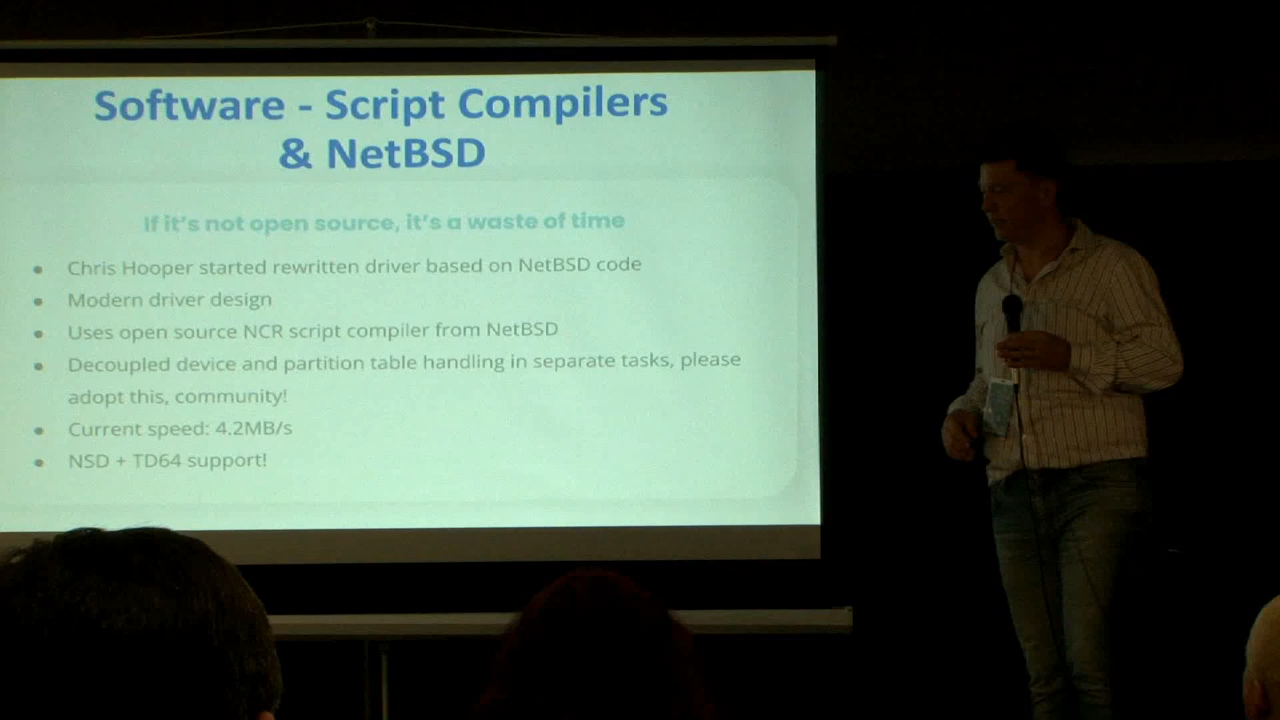 Software - Script Compilers
& NetBSD
If it's not open source, it's a waste of time
● Chris Hooper started rewritten driver based on NetBSD code
● Modern driver design
● Uses open source NCR script compiler from NetBSD
● Decoupled device and partition table handling in separate tasks, please
adopt this, community!
● Current speed: 4.2MB/s
● NSD + TD64 support!